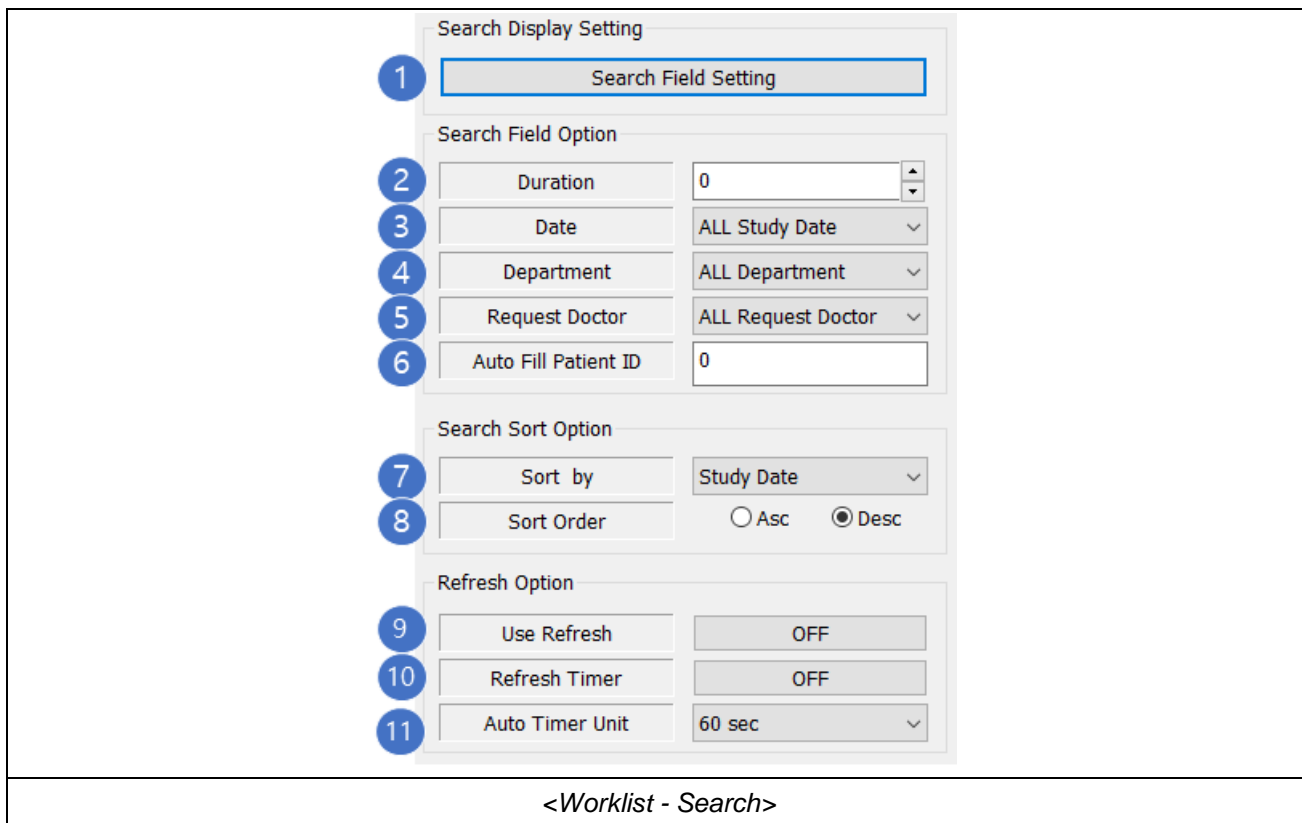 Search Display Setting
1 Search Field Setting
Search Field Option
2 Duration 0
3 Date ALL Study Date
4 Department ALL Department
5 Request Doctor ALL Request Doctor
6 Auto Fill Patient ID 0
Search Sort Option
7 Sort by Study Date
8 Sort Order Asc Desc
Refresh Option
9 Use Refresh OFF
10 Refresh Timer OFF
11 Auto Timer Unit 60 sec
<Worklist - Search>